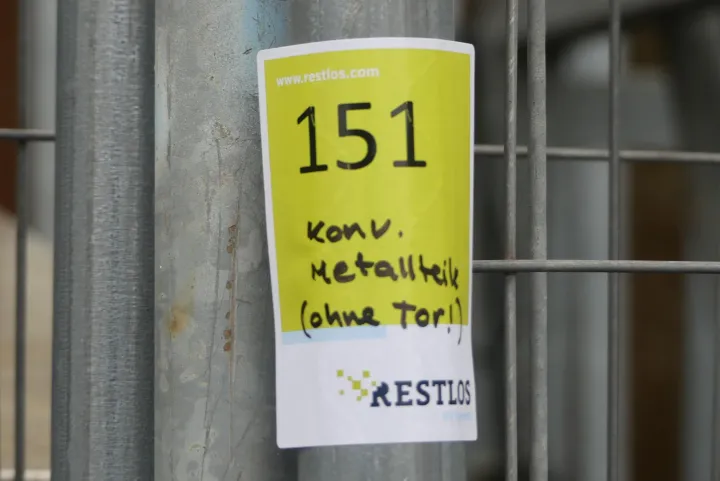 www.restlos.com
151
Konv.
Metallteile
(ohne Tor!)
RESTLOS